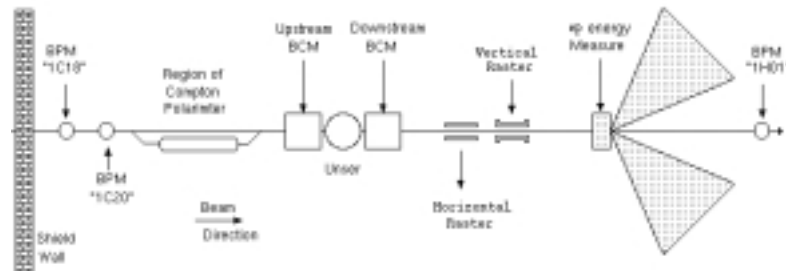 BPM
"1C18"
Region of
Compton
Polarimeter
BPM
"1C20"
Upstream
BCM
Downstream
BCM
Unser
Vertical
Raster
Horizontal
Raster
ep energy
Measure
BPM
"1H01"
Beam
Direction
Shield
Wall